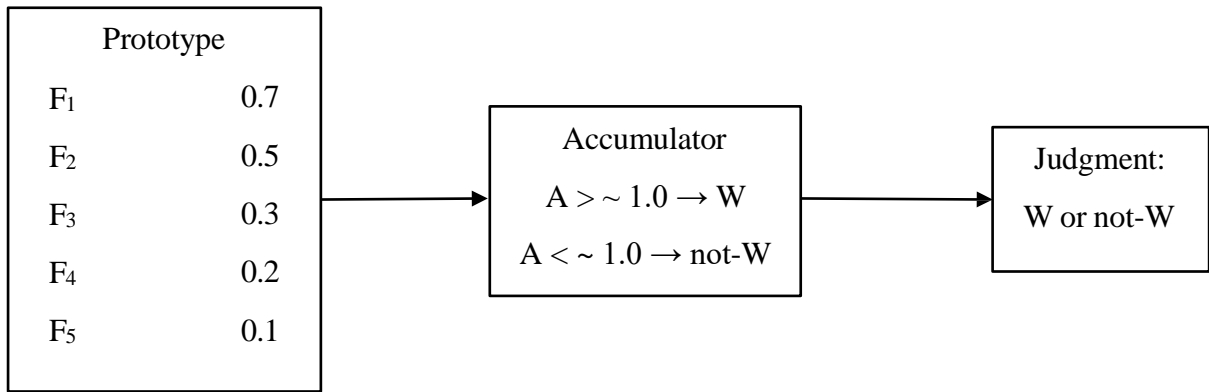 Prototype
F₁ 0.7
F₂ 0.5
F₃ 0.3
F₄ 0.2
F₅ 0.1
Accumulator
A > ~ 1.0 → W
A < ~ 1.0 → not-W
Judgment:
W or not-W